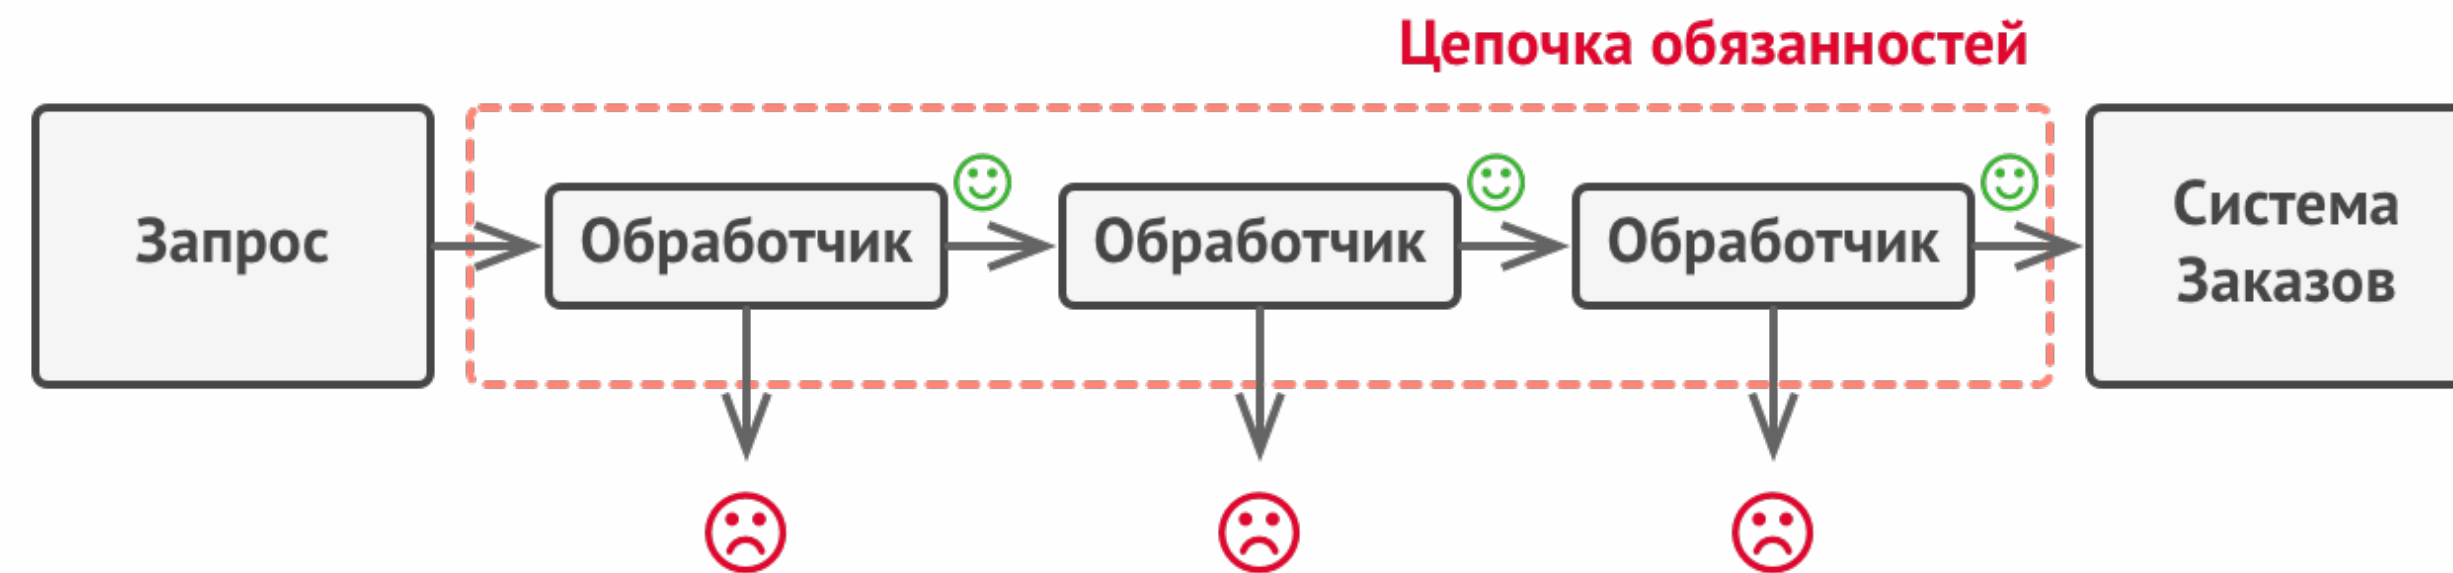 Цепочка обязанностей
Запрос
Обработчик
Обработчик
Обработчик
Система
Заказов